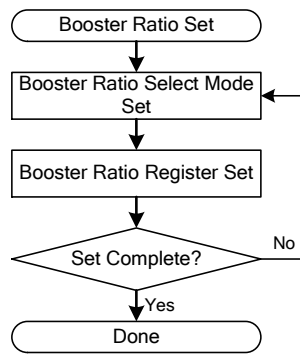 Booster Ratio Set
Booster Ratio Select Mode
Set
Booster Ratio Register Set
Set Complete?
No
Yes
Done